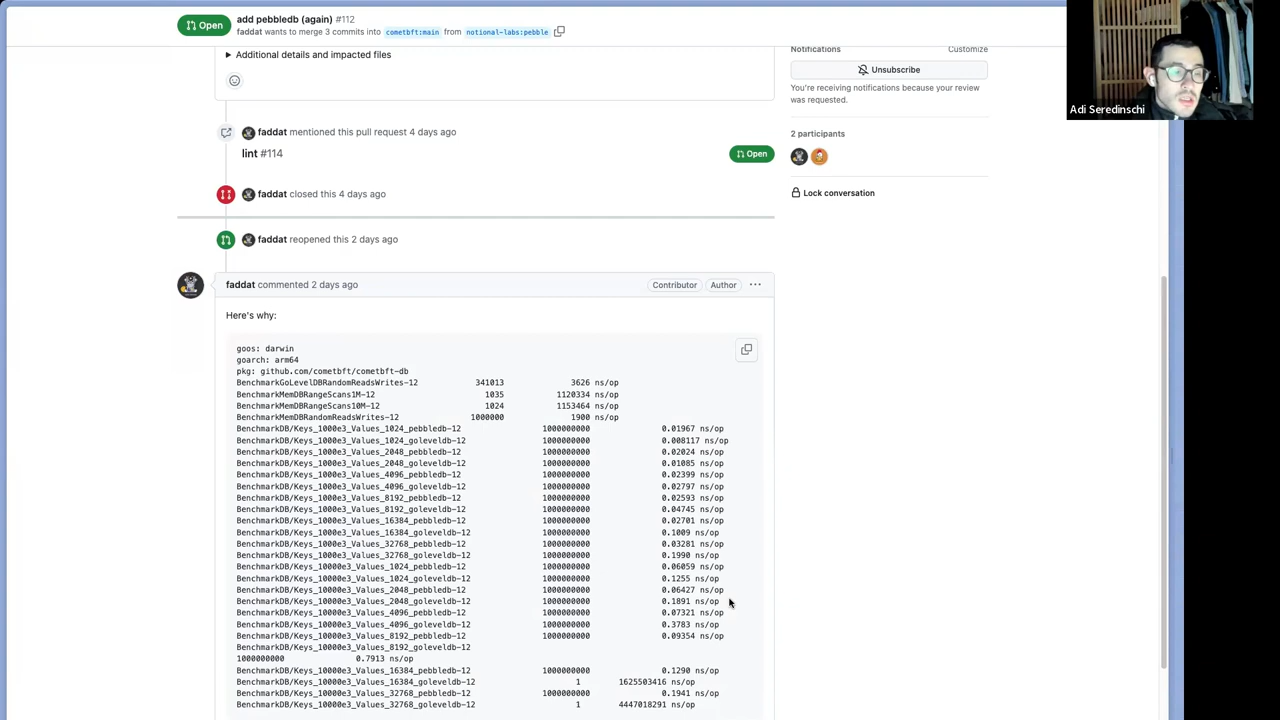 Open
add pebbledb (again) #112
faddat wants to merge 3 commits into cometbft:main from notional-labs:pebble
Additional details and impacted files
faddat mentioned this pull request 4 days ago
lint #114
Open
faddat closed this 4 days ago
faddat reopened this 2 days ago
faddat commented 2 days ago
Contributor
Author
Here's why:
goos: darwin
goarch: arm64
pkg: github.com/cometbft/cometbft-db
BenchmarkGoLevelDBRandomReadsWrites-12 341013 3626 ns/op
BenchmarkMemDBRangeScans1M-12 1035 1120334 ns/op
BenchmarkMemDBRangeScans10M-12 1024 1153464 ns/op
BenchmarkMemDBRandomReadsWrites-12 1000000 1900 ns/op
BenchmarkDB/Keys_1000e3_Values_1024_pebbledb-12 1000000000 0.01967 ns/op
BenchmarkDB/Keys_1000e3_Values_1024_goleveldb-12 1000000000 0.008117 ns/op
BenchmarkDB/Keys_1000e3_Values_2048_pebbledb-12 1000000000 0.02024 ns/op
BenchmarkDB/Keys_1000e3_Values_2048_goleveldb-12 1000000000 0.01085 ns/op
BenchmarkDB/Keys_1000e3_Values_4096_pebbledb-12 1000000000 0.02399 ns/op
BenchmarkDB/Keys_1000e3_Values_4096_goleveldb-12 1000000000 0.02797 ns/op
BenchmarkDB/Keys_1000e3_Values_8192_pebbledb-12 1000000000 0.02593 ns/op
BenchmarkDB/Keys_1000e3_Values_8192_goleveldb-12 1000000000 0.04745 ns/op
BenchmarkDB/Keys_1000e3_Values_16384_pebbledb-12 1000000000 0.02701 ns/op
BenchmarkDB/Keys_1000e3_Values_16384_goleveldb-12 1000000000 0.1009 ns/op
BenchmarkDB/Keys_1000e3_Values_32768_pebbledb-12 1000000000 0.03281 ns/op
BenchmarkDB/Keys_1000e3_Values_32768_goleveldb-12 1000000000 0.1990 ns/op
BenchmarkDB/Keys_10000e3_Values_1024_pebbledb-12 1000000000 0.06059 ns/op
BenchmarkDB/Keys_10000e3_Values_1024_goleveldb-12 1000000000 0.1255 ns/op
BenchmarkDB/Keys_10000e3_Values_2048_pebbledb-12 1000000000 0.06427 ns/op
BenchmarkDB/Keys_10000e3_Values_2048_goleveldb-12 1000000000 0.1891 ns/op
BenchmarkDB/Keys_10000e3_Values_4096_pebbledb-12 1000000000 0.07321 ns/op
BenchmarkDB/Keys_10000e3_Values_4096_goleveldb-12 1000000000 0.3783 ns/op
BenchmarkDB/Keys_10000e3_Values_8192_pebbledb-12 1000000000 0.09354 ns/op
BenchmarkDB/Keys_10000e3_Values_8192_goleveldb-12
1000000000 0.7913 ns/op
BenchmarkDB/Keys_10000e3_Values_16384_pebbledb-12 1000000000 0.1290 ns/op
BenchmarkDB/Keys_10000e3_Values_16384_goleveldb-12 1 1625503416 ns/op
BenchmarkDB/Keys_10000e3_Values_32768_pebbledb-12 1000000000 0.1941 ns/op
BenchmarkDB/Keys_10000e3_Values_32768_goleveldb-12 1 4447018291 ns/op
Notifications
Customize
Unsubscribe
You're receiving notifications because your review
was requested.
2 participants
Lock conversation
Adi Seredinschi